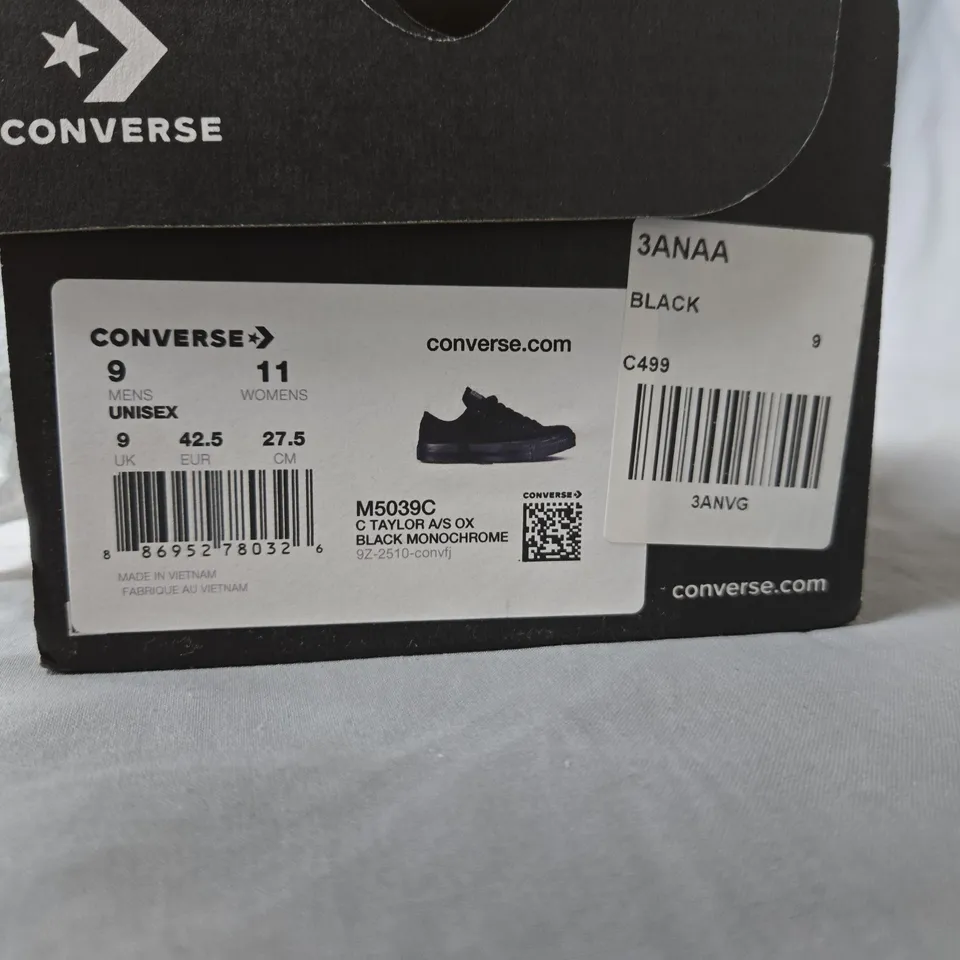 CONVERSE
CONVERSE
9 11
MENS WOMENS
UNISEX
9 42.5 27.5
UK EUR CM
8 86952 78032 6
MADE IN VIETNAM
FABRIQUE AU VIETNAM
converse.com
M5039C
C TAYLOR A/S OX
BLACK MONOCHROME
9Z-2510-convfj
CONVERSE
3ANAA
BLACK
9
C499
3ANVG
converse.com